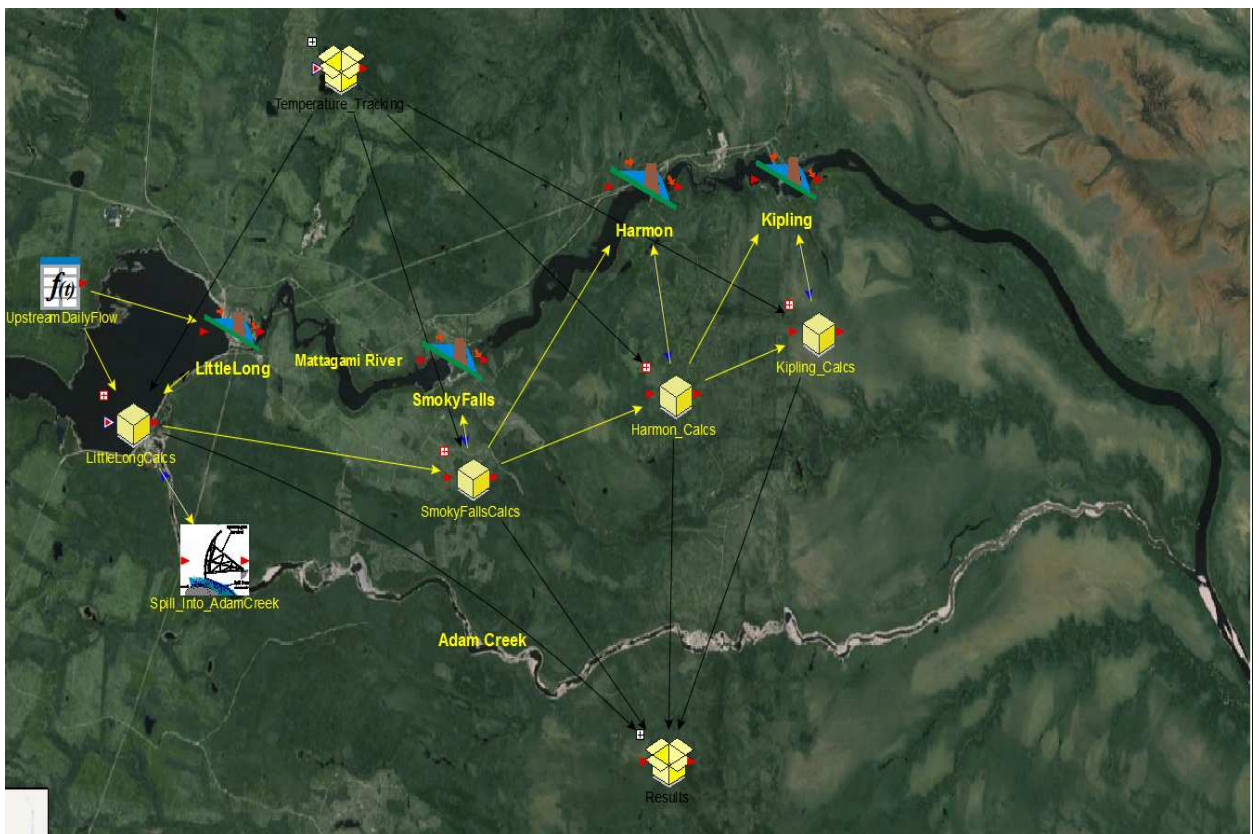 Temperature_Tracking
Harmon
Kipling
f(t)
UpstreamDailyFlow
LittleLong
Mattagami River
SmokyFalls
Kipling_Calcs
Harmon_Calcs
LittleLongCalcs
SmokyFallsCalcs
Spill_Into_AdamCreek
Adam Creek
Results